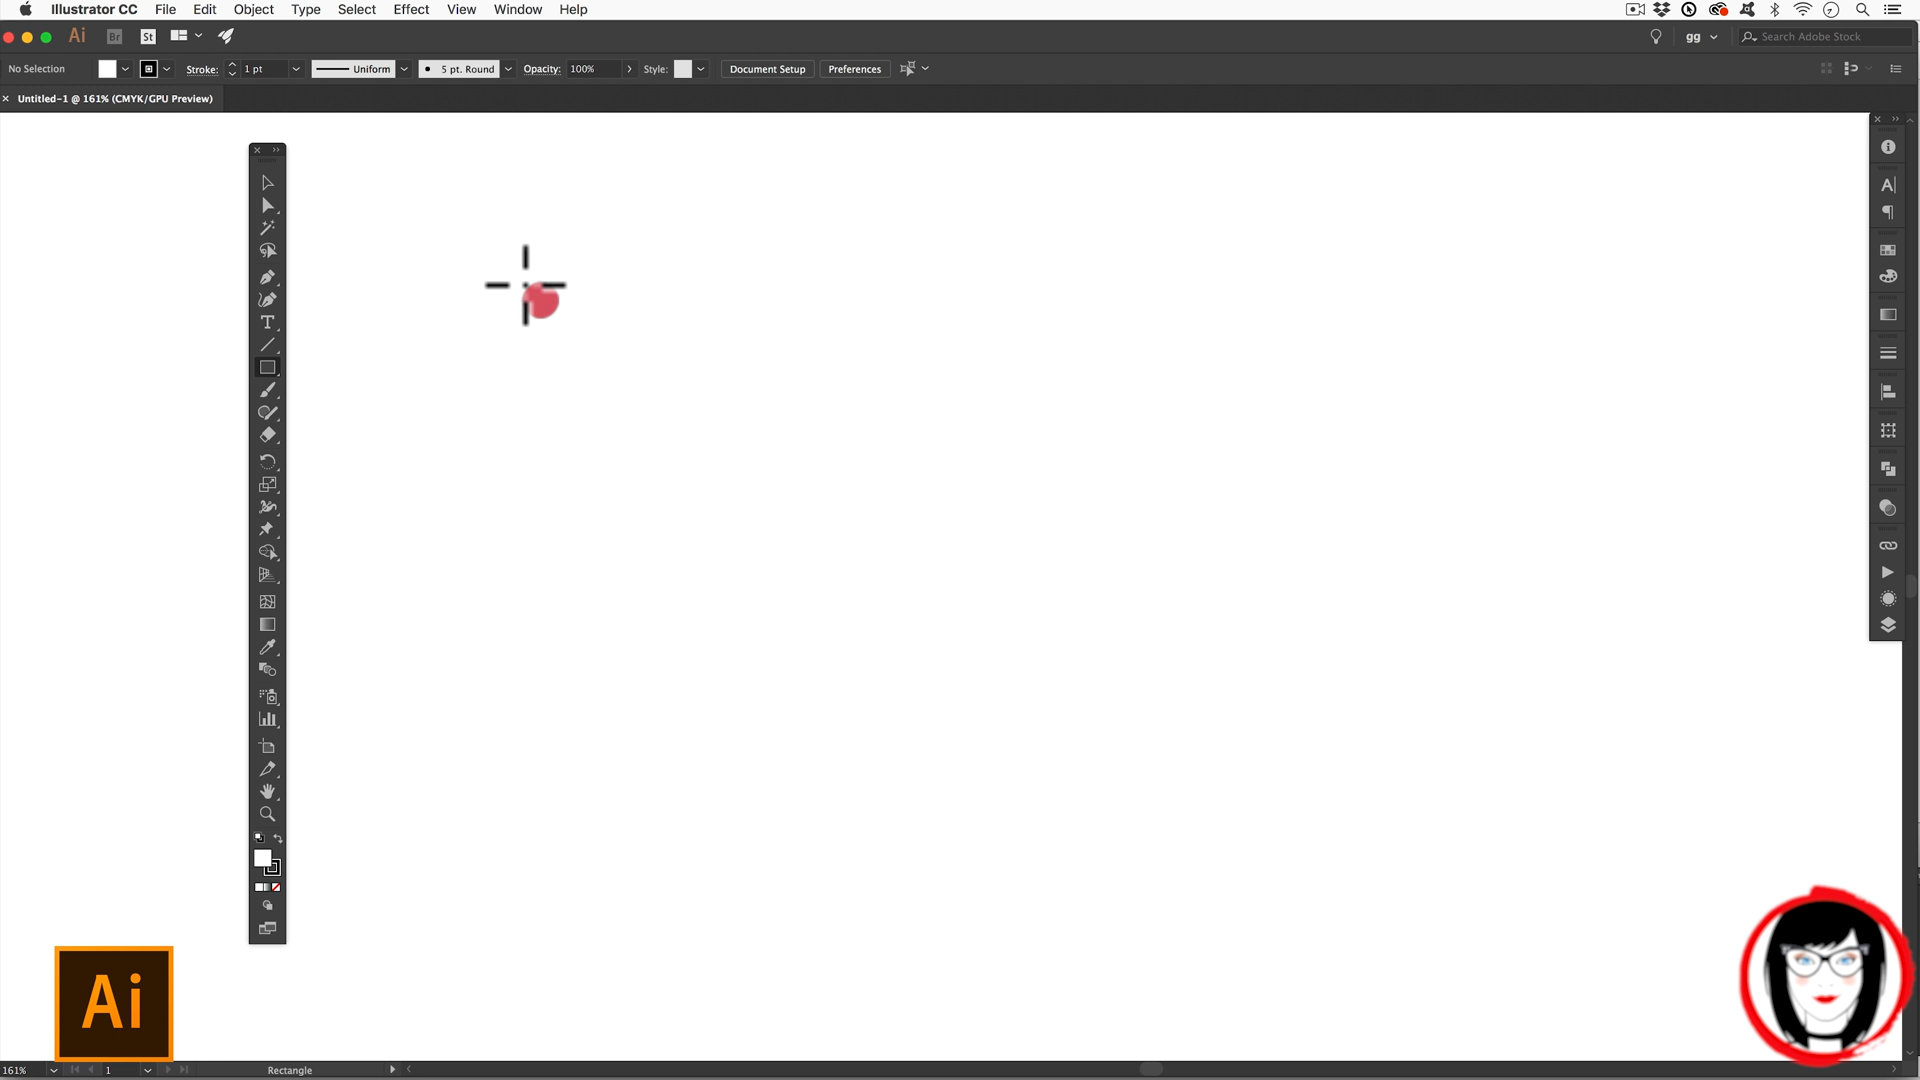 Illustrator CC File Edit Object Type Select Effect View Window Help
Ai Br St gg Search Adobe Stock
No Selection Stroke: 1 pt Uniform 5 pt. Round Opacity: 100% Style: Document Setup Preferences
Untitled-1 @ 161% (CMYK/GPU Preview)
A
T
Ai
161% 1 Rectangle